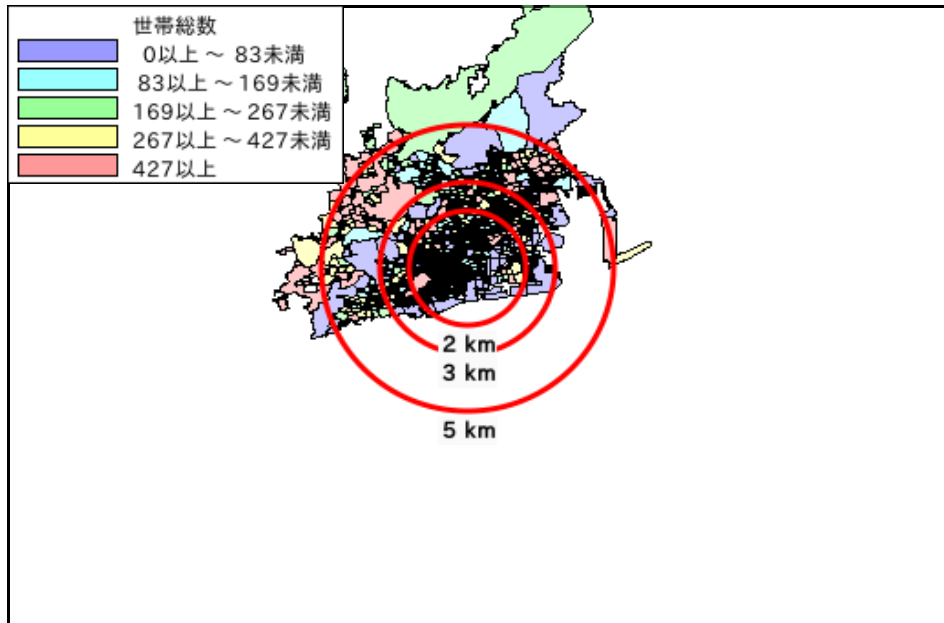 世帯総数
0以上 ～ 83未満
83以上 ～ 169未満
169以上 ～ 267未満
267以上 ～ 427未満
427以上
2 km
3 km
5 km